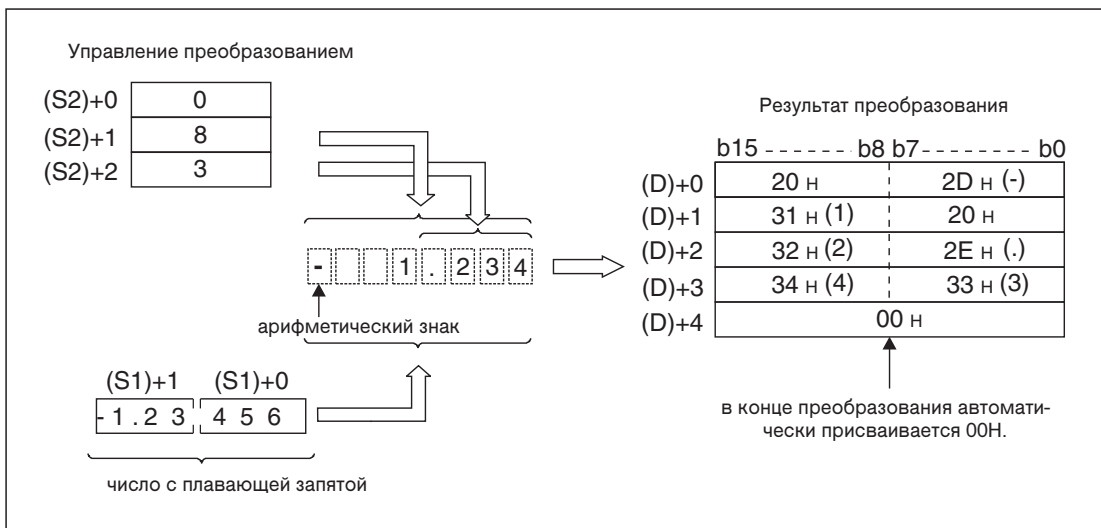 Управление преобразованием
(S2)+0 0
(S2)+1 8
(S2)+2 3
- 1 . 2 3 4
арифметический знак
(S1)+1 (S1)+0
-1.2 3 4 5 6
число с плавающей запятой
Результат преобразования
b15 - - - - - - - b8 b7- - - - - - - b0
(D)+0 20 H 2D H (-)
(D)+1 31 H (1) 20 H
(D)+2 32 H (2) 2E H (.)
(D)+3 34 H (4) 33 H (3)
(D)+4 00 H
в конце преобразования автомати-
чески присваивается 00H.